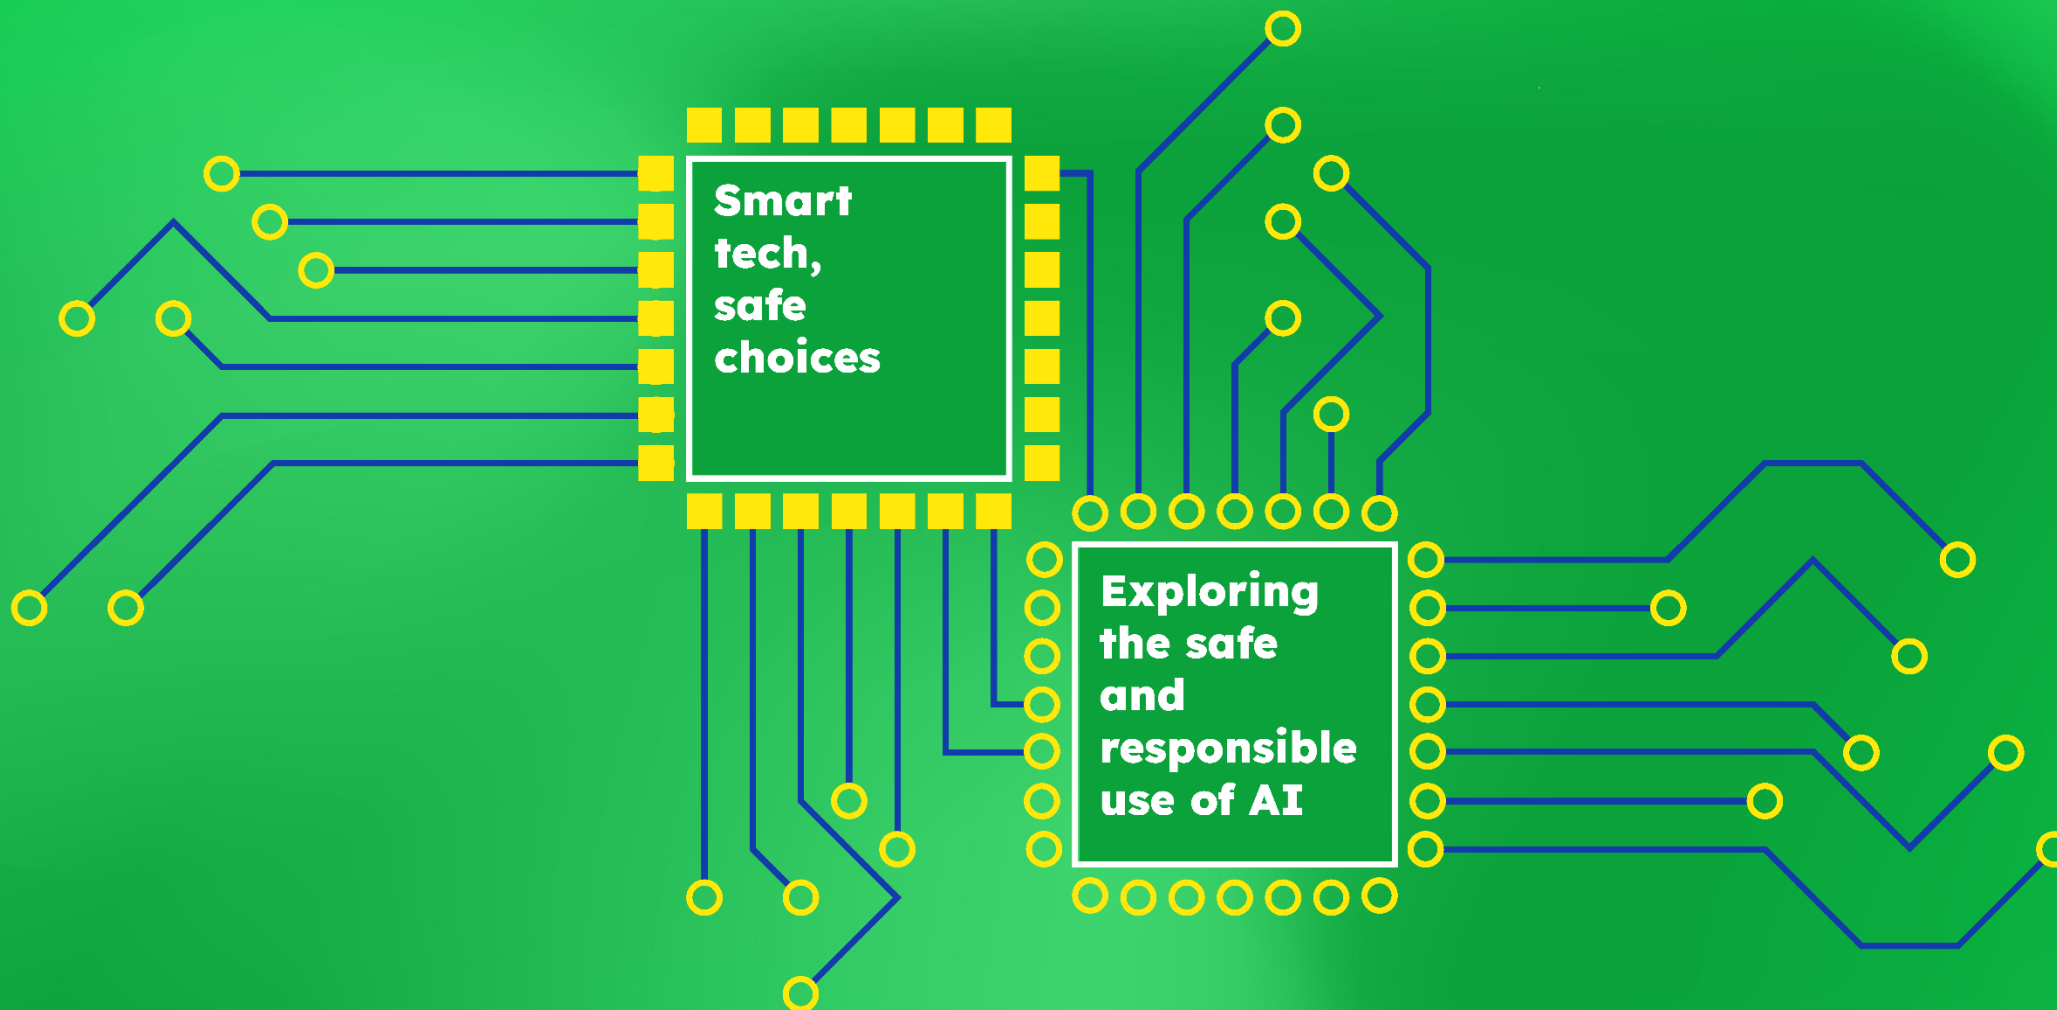 Smart
tech,
safe
choices
Exploring
the safe
and
responsible
use of AI